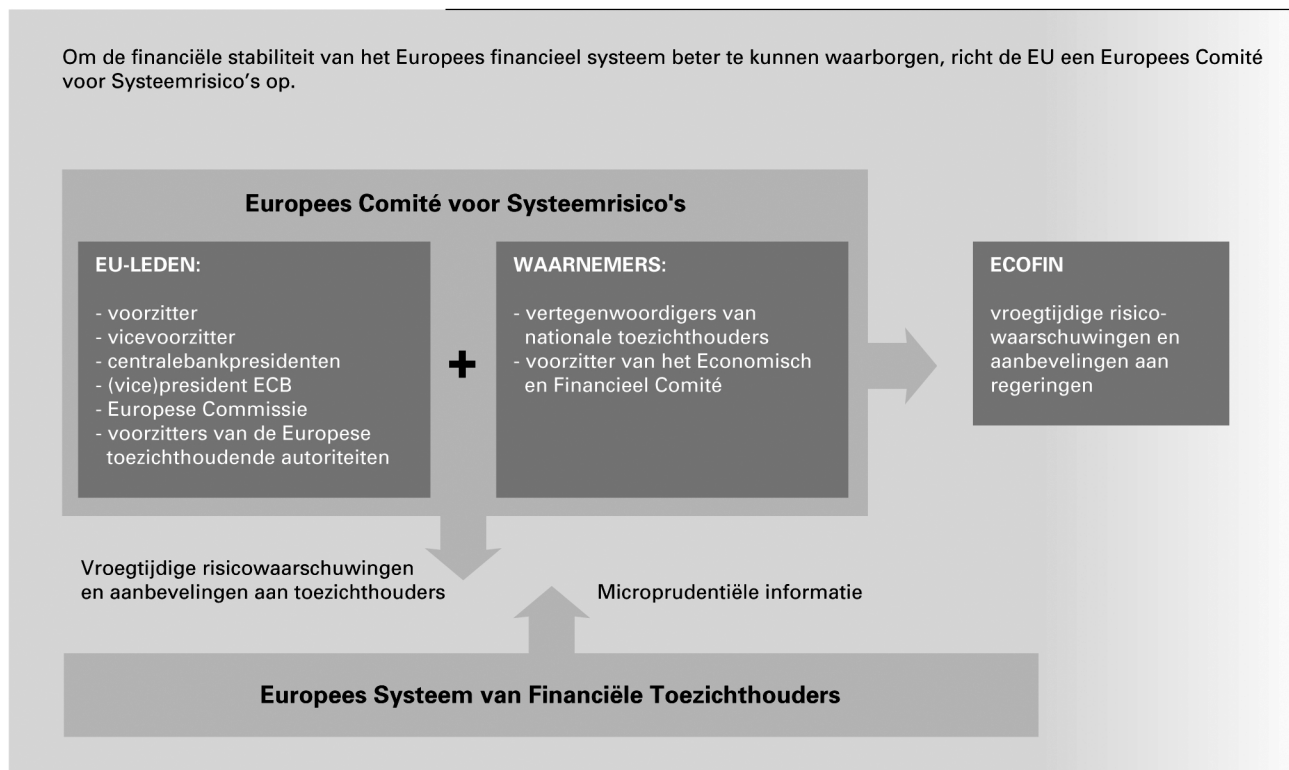 Om de financiële stabiliteit van het Europees financieel systeem beter te kunnen waarborgen, richt de EU een Europees Comité
voor Systeemrisico's op.
Europees Comité voor Systeemrisico's
EU-LEDEN:
- voorzitter
- vicevoorzitter
- centralebankpresidenten
- (vice)president ECB
- Europese Commissie
- voorzitters van de Europese
toezichthoudende autoriteiten
+
WAARNEMERS:
- vertegenwoordigers van
nationale toezichthouders
- voorzitter van het Economisch
en Financieel Comité
ECOFIN
vroegtijdige risico-
waarschuwingen en
aanbevelingen aan
regeringen
Vroegtijdige risicowaarschuwingen
en aanbevelingen aan toezichthouders
Microprudentiële informatie
Europees Systeem van Financiële Toezichthouders